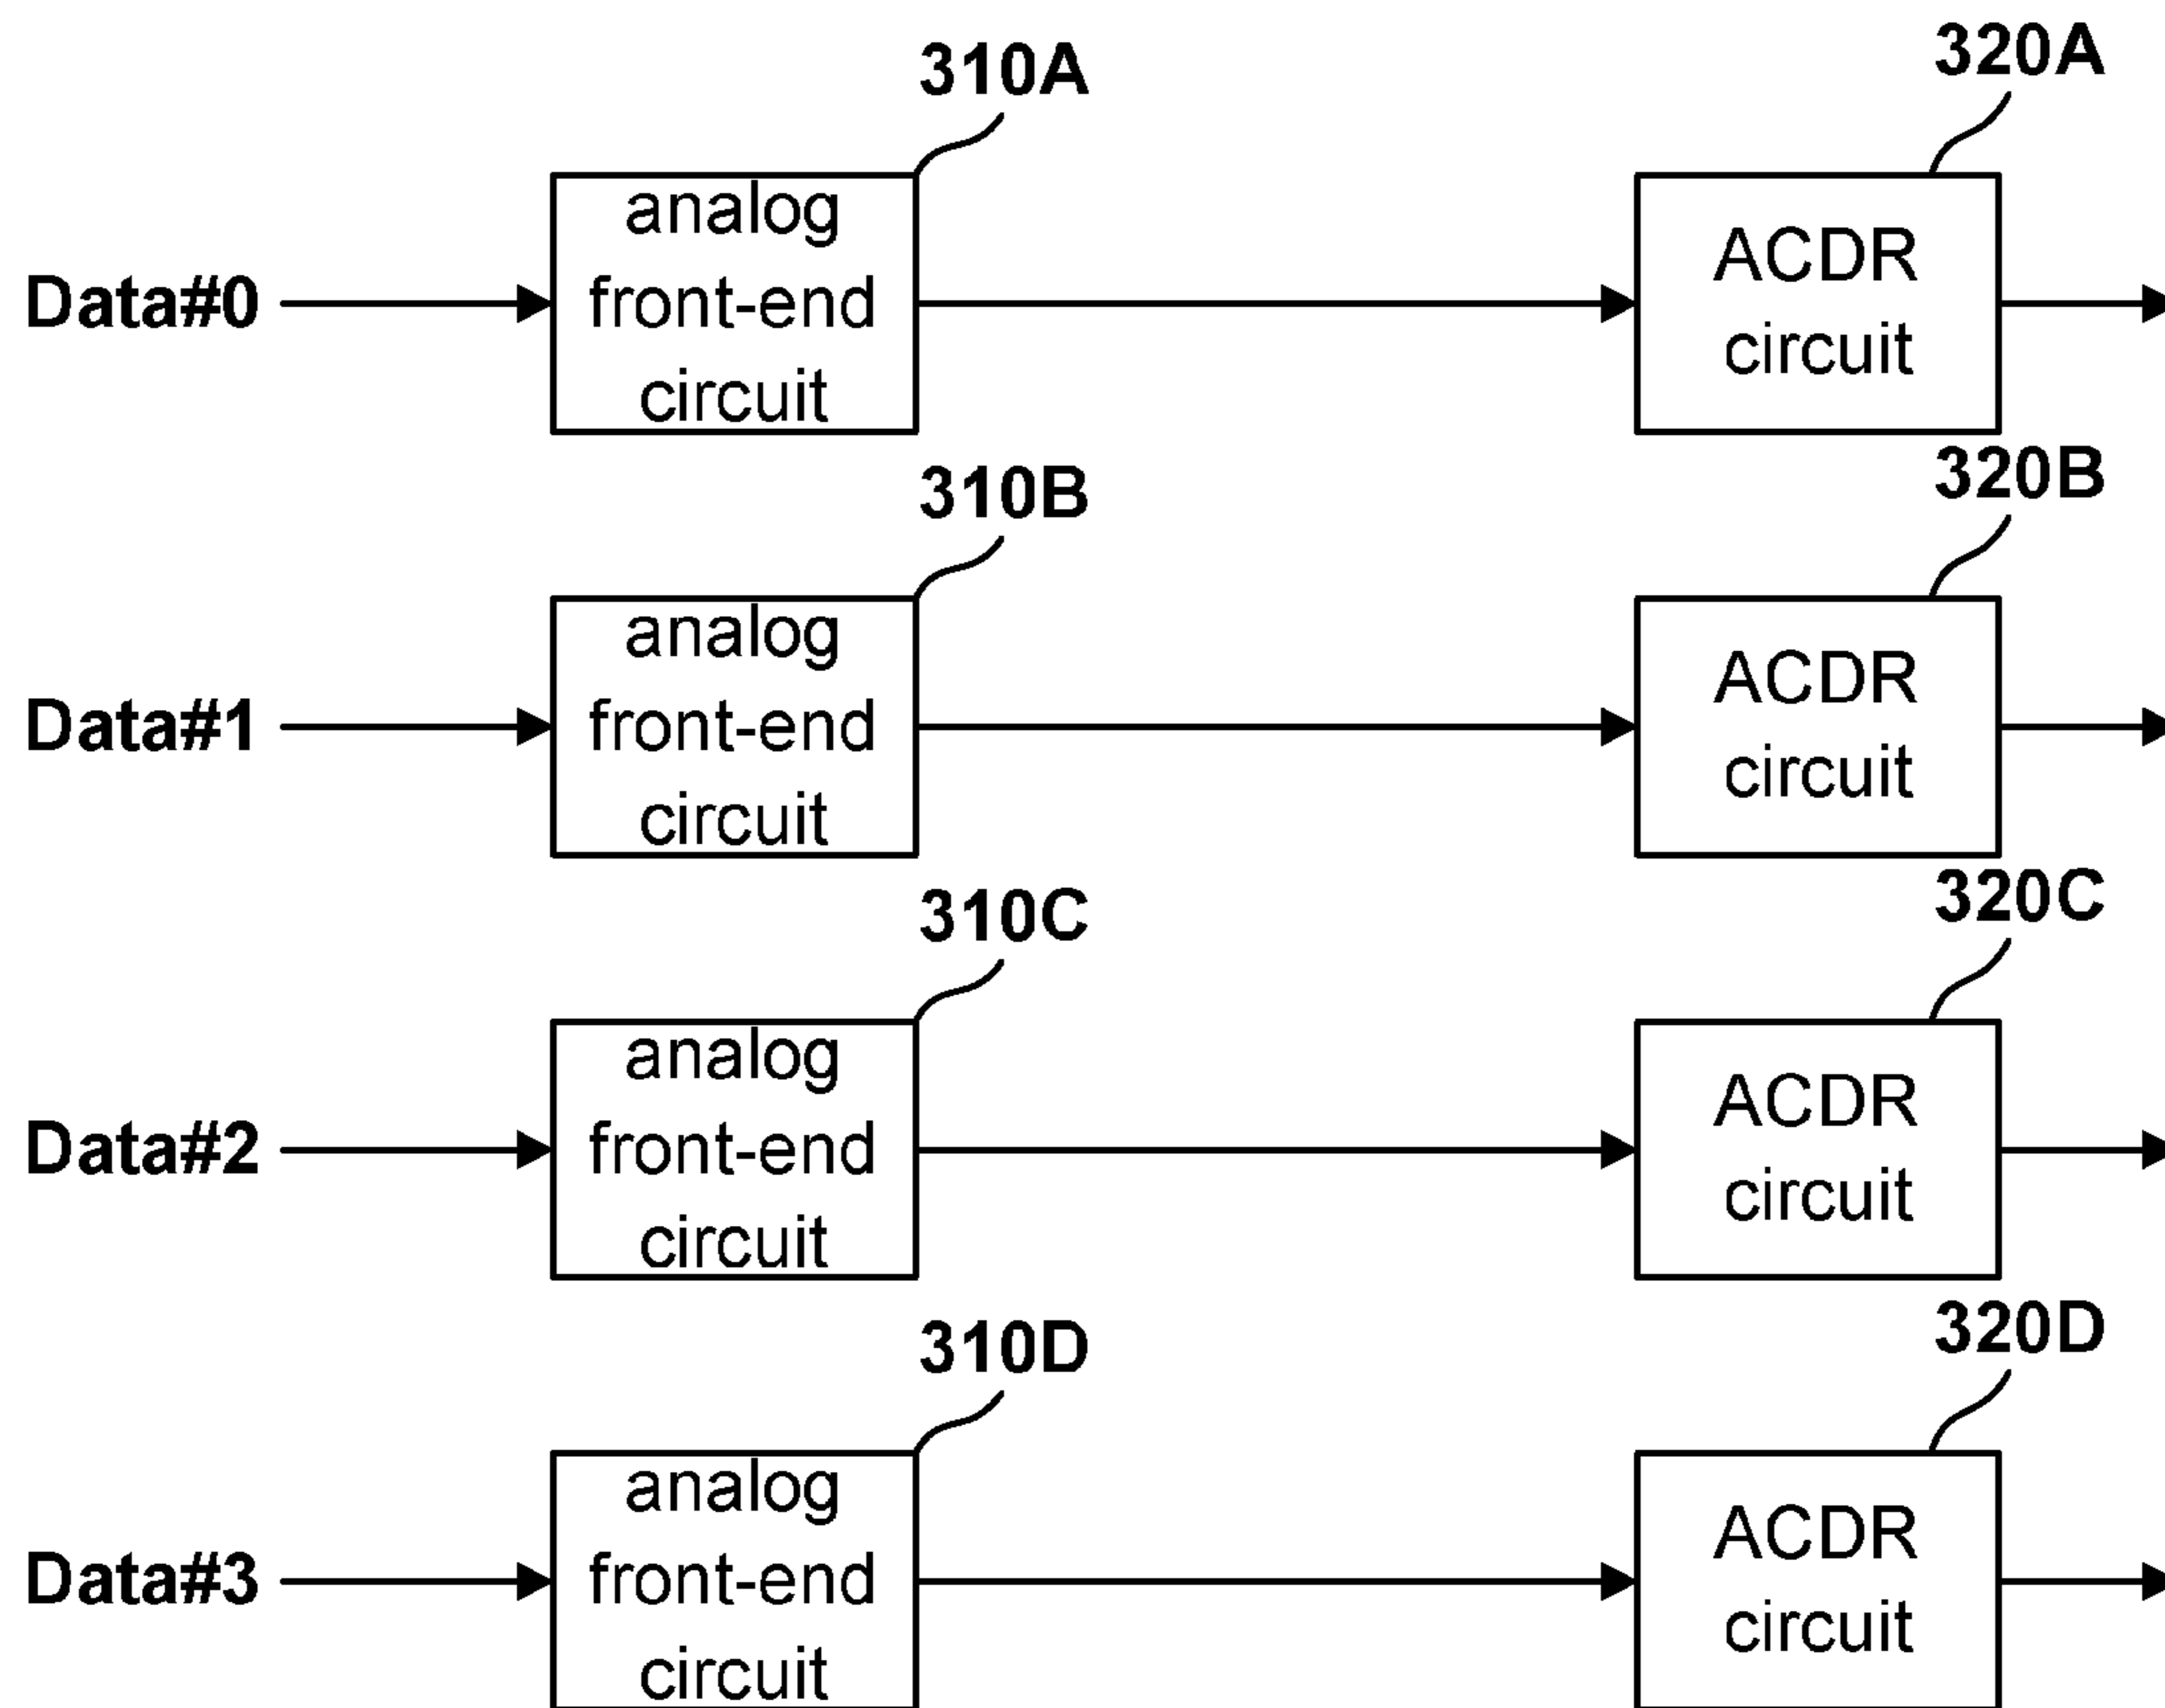 310A
320A
Data#0
analog
front-end
circuit
ACDR
circuit
310B
320B
Data#1
analog
front-end
circuit
ACDR
circuit
310C
320C
Data#2
analog
front-end
circuit
ACDR
circuit
310D
320D
Data#3
analog
front-end
circuit
ACDR
circuit